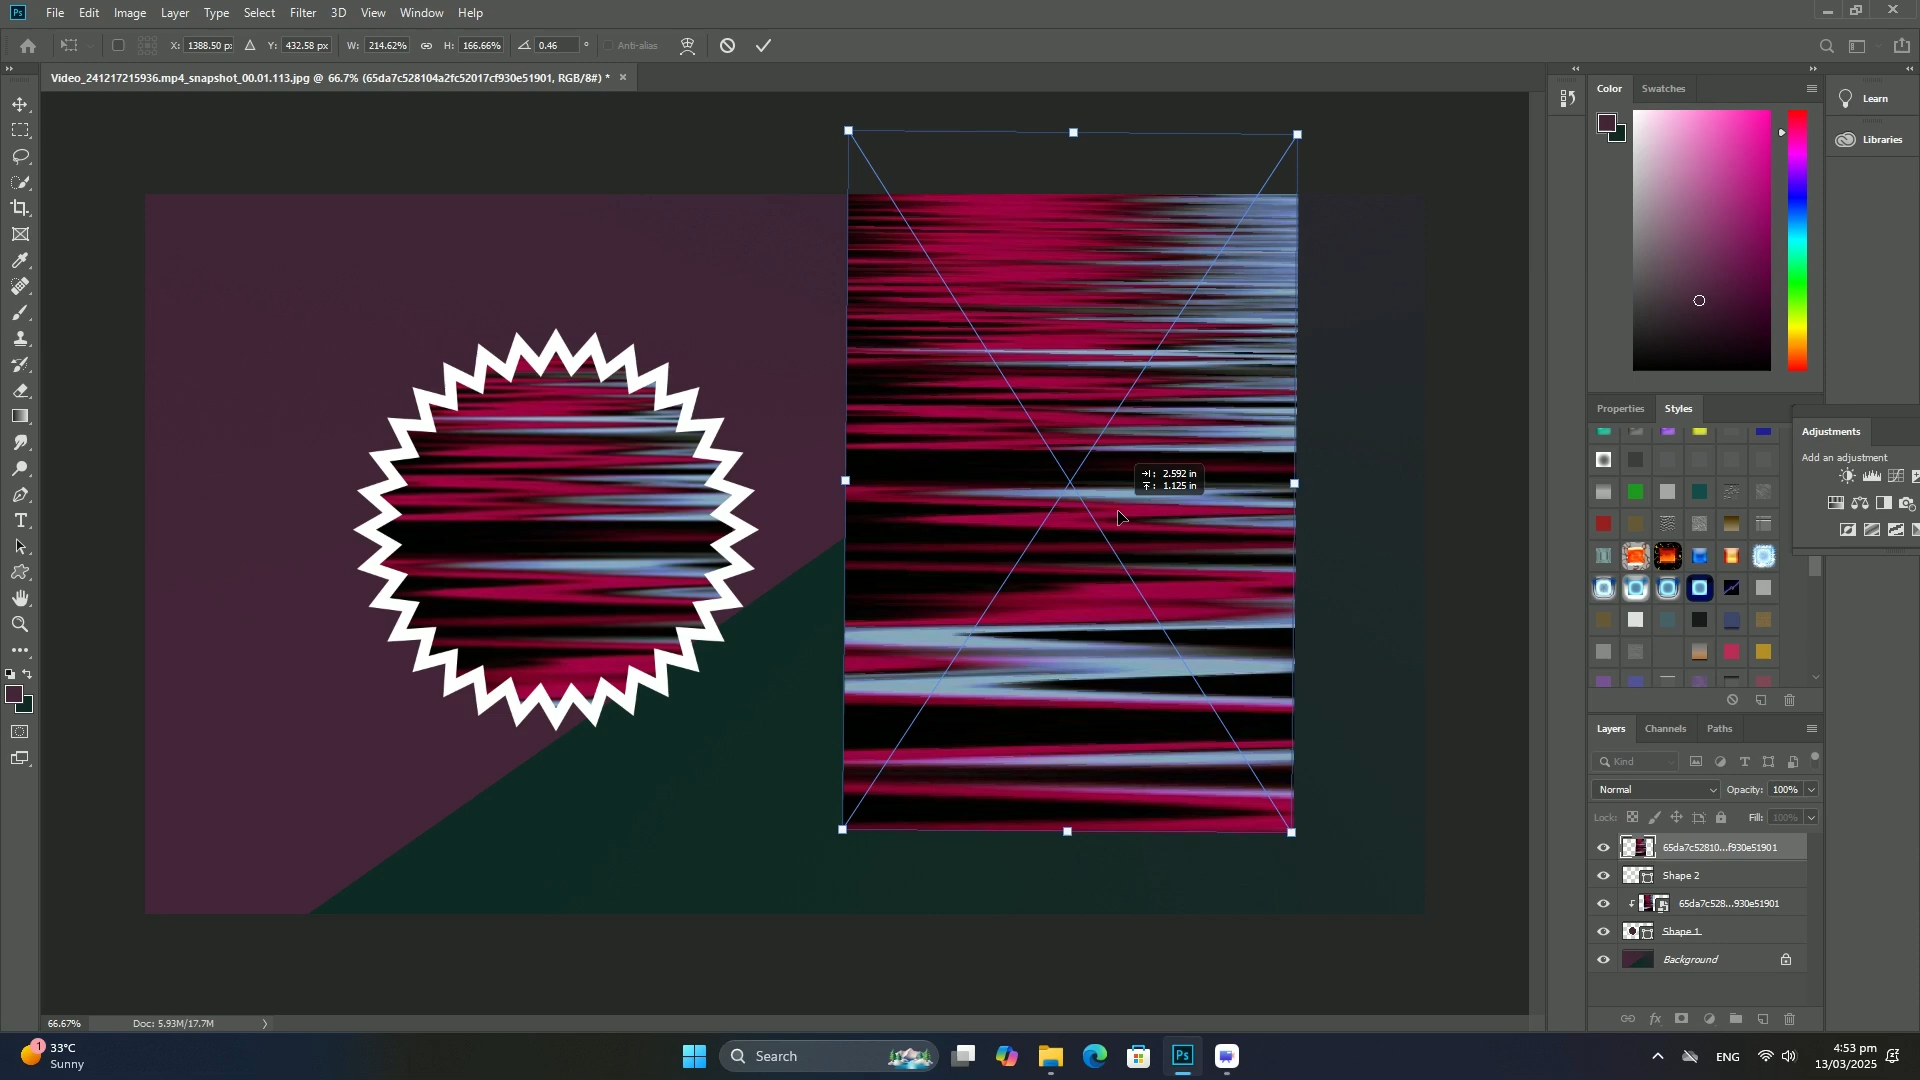 Ps File Edit Image Layer Type Select Filter 3D View Window Help
X: 1388.50 px Y: 432.58 px W: 214.62% H: 166.66% 0.46 ° Anti-alias
Video_241217215936.mp4_snapshot_00.01.113.jpg @ 66.7% (65da7c528104a2fc52017cf930e51901, RGB/8#) *
Color Swatches
Learn
Libraries
Properties Styles
Adjustments
Add an adjustment
2.592 in
1.125 in
Layers Channels Paths
Kind
Normal Opacity: 100%
Lock: Fill: 100%
65da7c52810...f930e51901
Shape 2
65da7c528...930e51901
Shape 1
Background
fx
66.67% Doc: 5.93M/17.7M
1
33°C
Sunny
Search
Ps
ENG
4:53 pm
13/03/2025